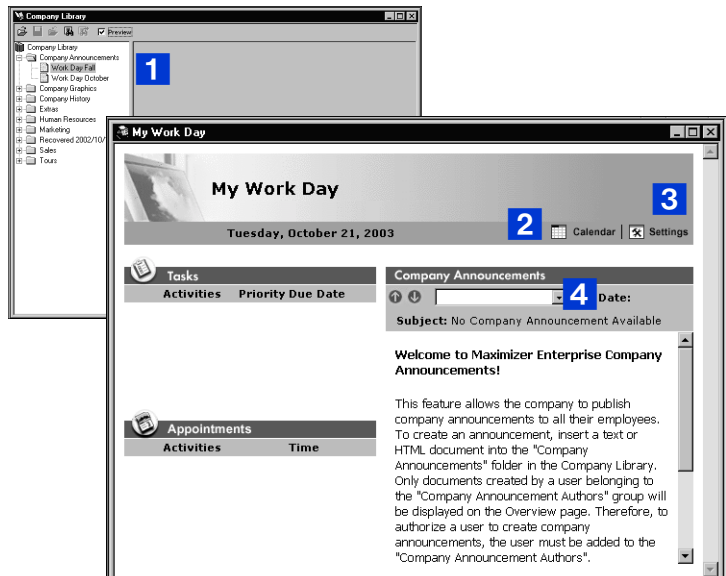 Company Library
Preview
Company Library
Company Announcements
Work Day Fall
Work Day October
Company Graphics
Company History
Extras
Human Resources
Marketing
Recovered 2002/10/
Sales
Tours
1
My Work Day
My Work Day
3
Tuesday, October 21, 2003
2
Calendar | Settings
Tasks
Activities Priority Due Date
Company Announcements
4 Date:
Subject: No Company Announcement Available
Welcome to Maximizer Enterprise Company
Announcements!
This feature allows the company to publish
company announcements to all their employees.
To create an announcement, insert a text or
HTML document into the "Company
Announcements" folder in the Company Library.
Only documents created by a user belonging to
the "Company Announcement Authors" group will
be displayed on the Overview page. Therefore, to
authorize a user to create company
announcements, the user must be added to the
"Company Announcement Authors".
Appointments
Activities Time